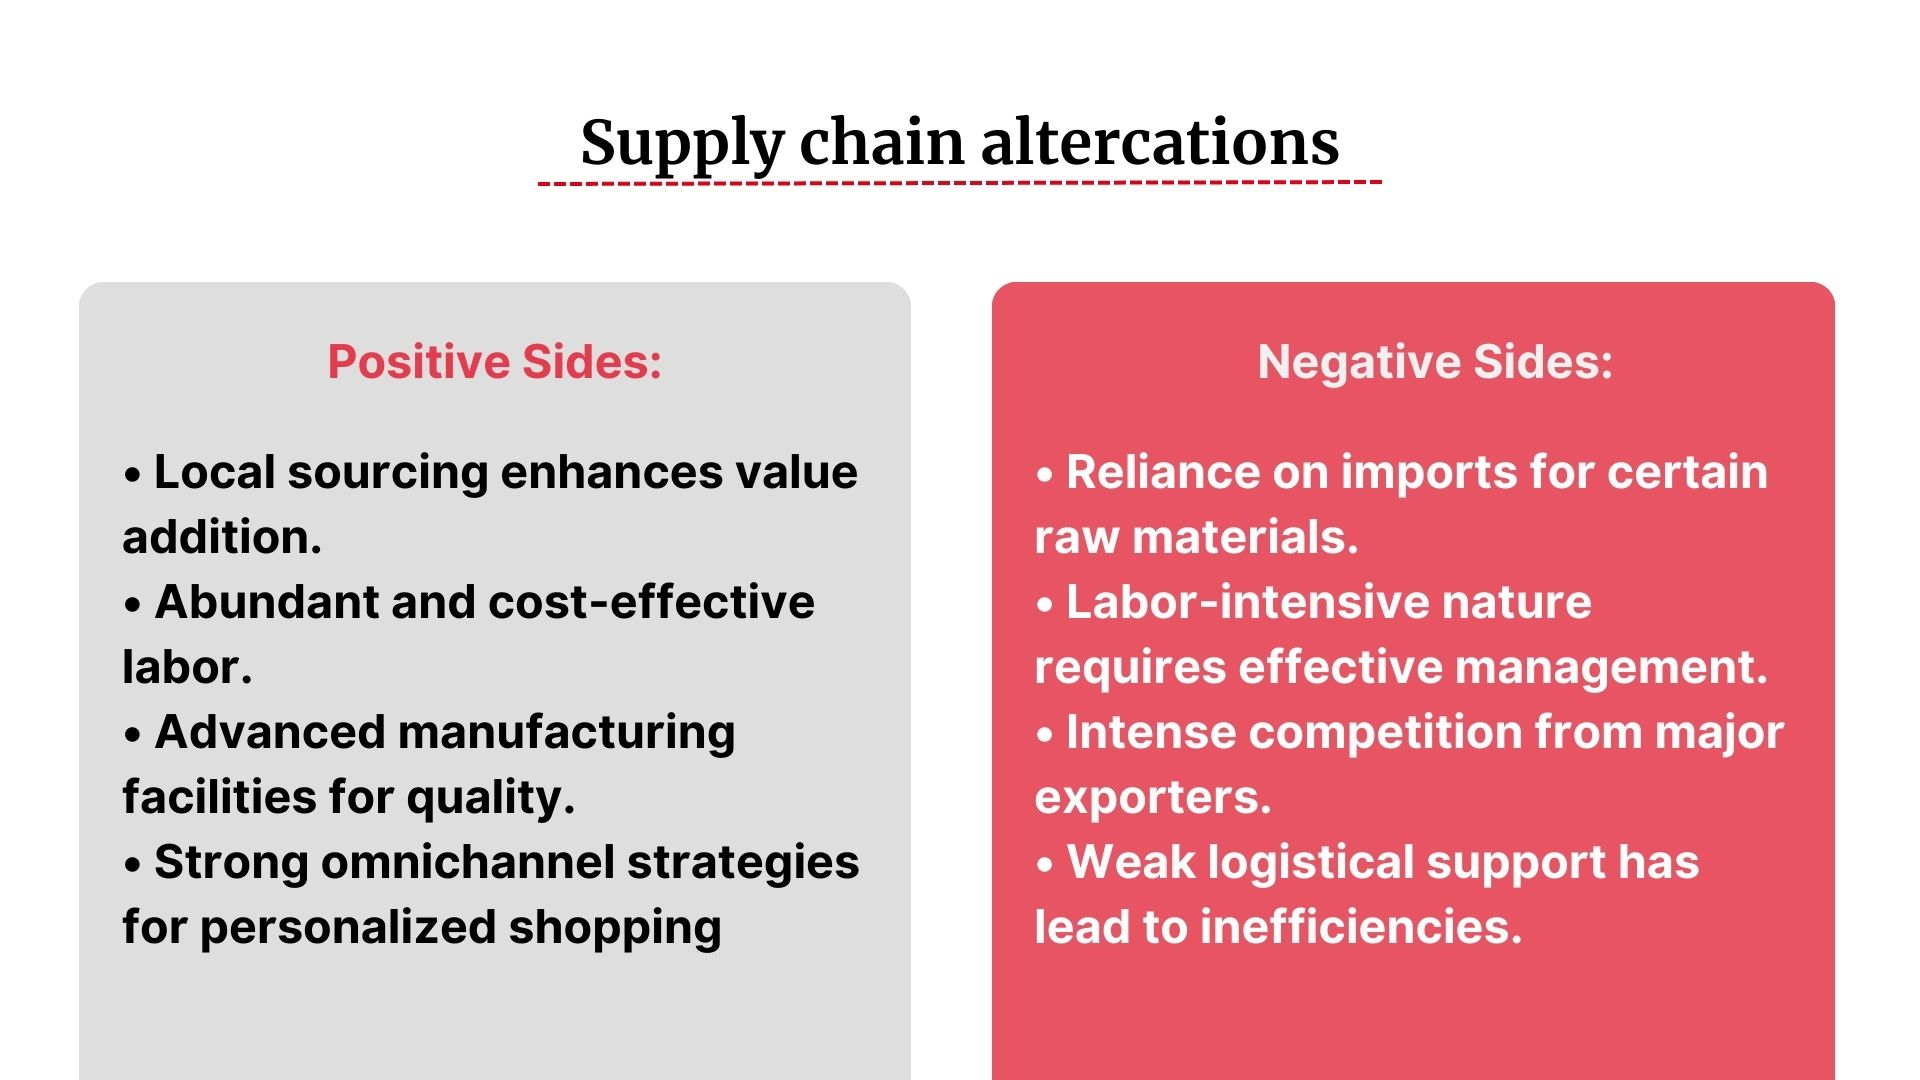 Supply chain altercations
Positive Sides:
• Local sourcing enhances value
addition.
• Abundant and cost-effective
labor.
• Advanced manufacturing
facilities for quality.
• Strong omnichannel strategies
for personalized shopping
Negative Sides:
• Reliance on imports for certain
raw materials.
• Labor-intensive nature
requires effective management.
• Intense competition from major
exporters.
• Weak logistical support has
lead to inefficiencies.